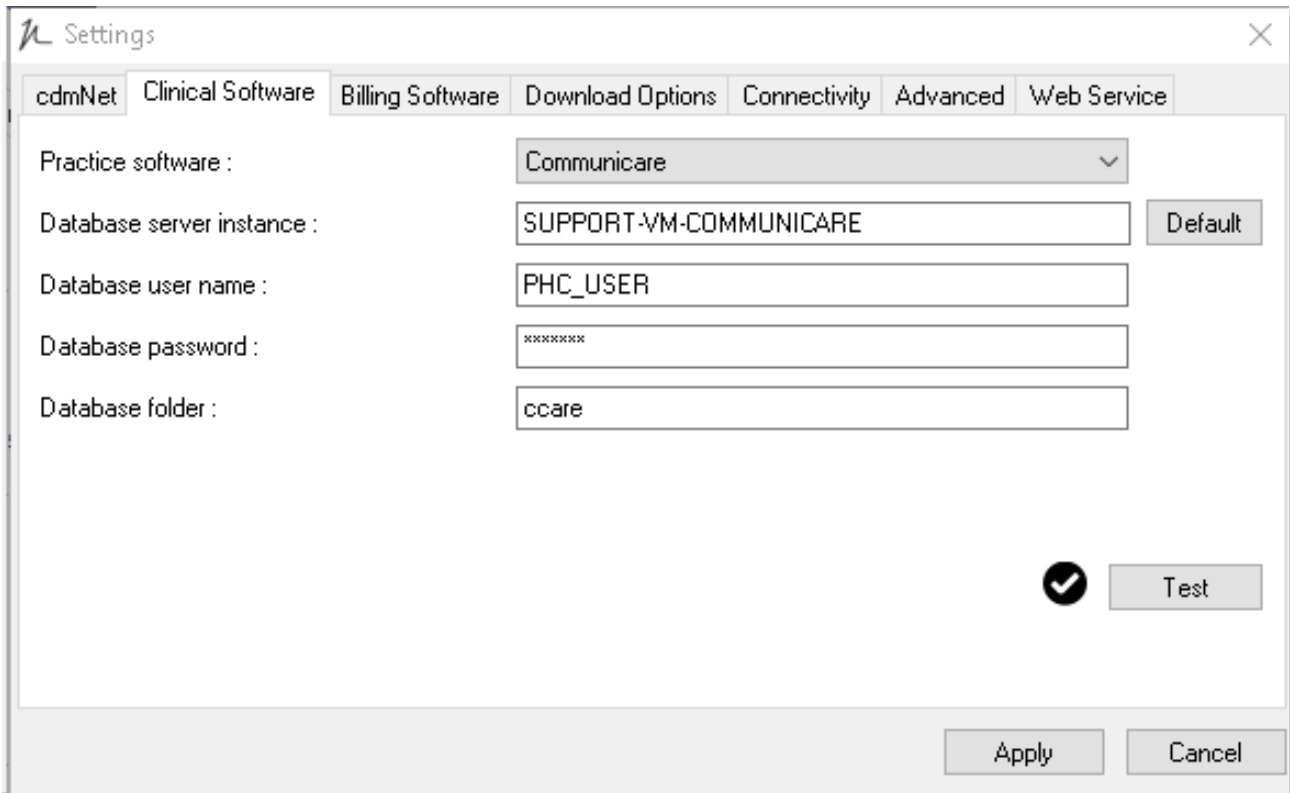 Settings
cdmNet Clinical Software Billing Software Download Options Connectivity Advanced Web Service
Practice software : Communicare
Database server instance : SUPPORT-VM-COMMUNICARE Default
Database user name : PHC_USER
Database password : *******
Database folder : ccare
Test
Apply Cancel